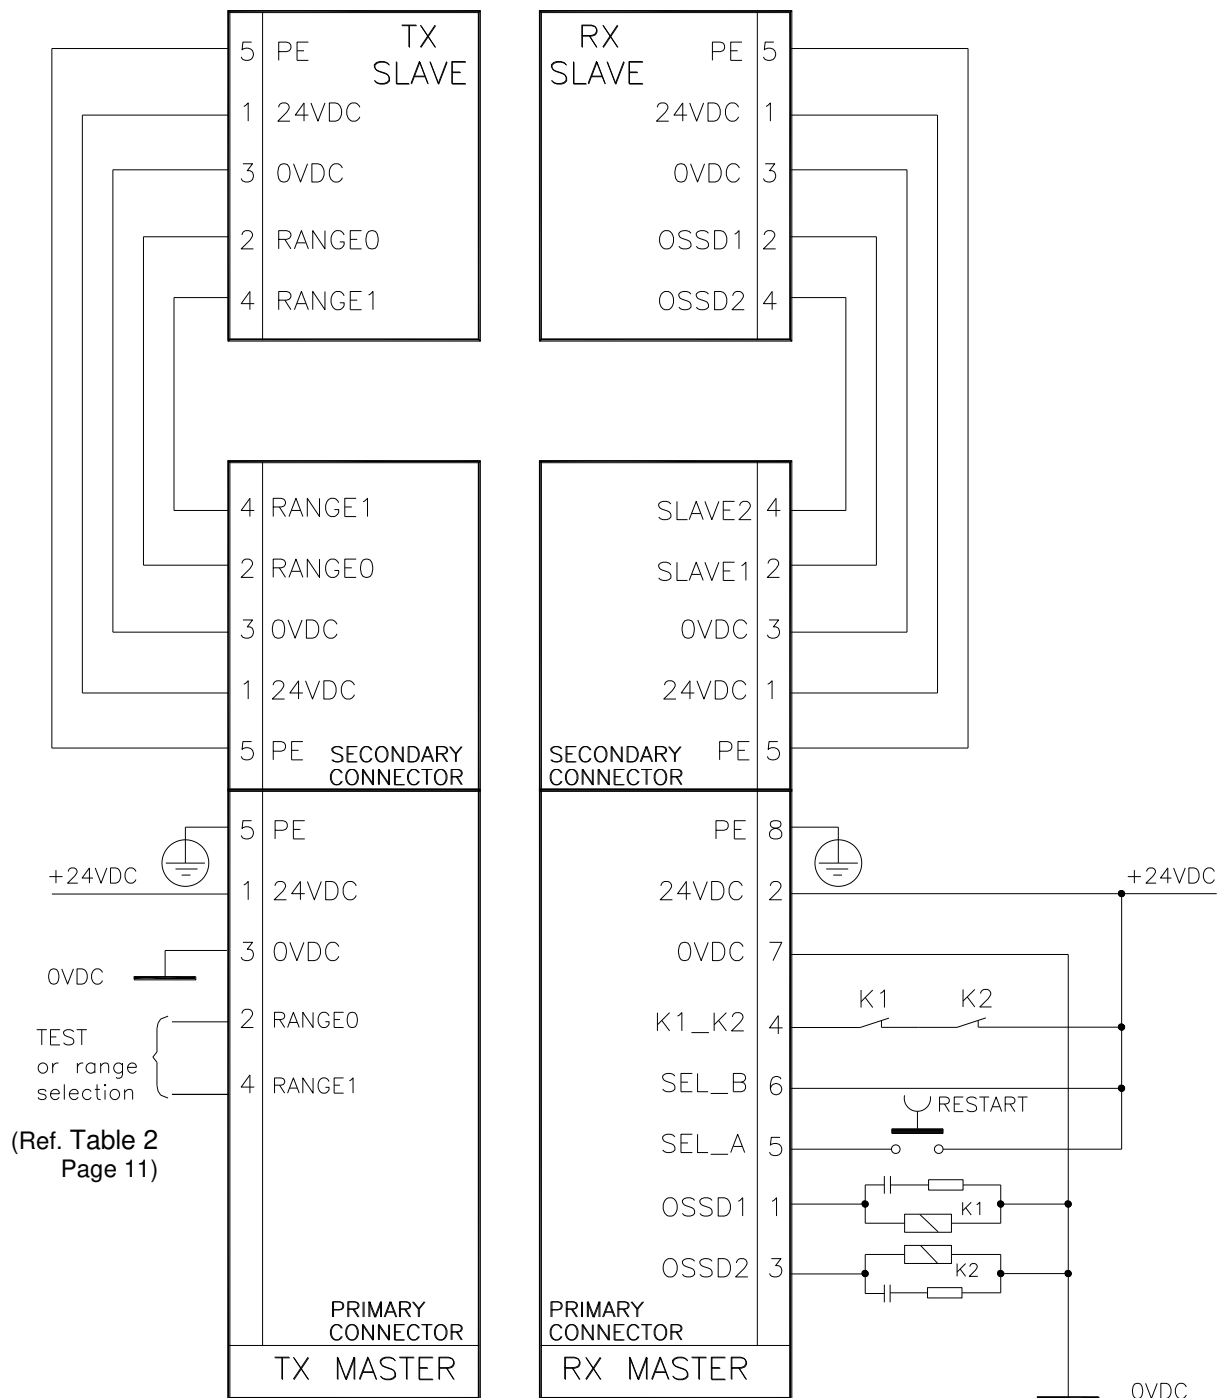 TX
SLAVE
5 PE
1 24VDC
3 0VDC
2 RANGE0
4 RANGE1
RX
SLAVE
PE 5
24VDC 1
0VDC 3
OSSD1 2
OSSD2 4
4 RANGE1
2 RANGE0
3 0VDC
1 24VDC
5 PE
SECONDARY
CONNECTOR
SLAVE2 4
SLAVE1 2
0VDC 3
24VDC 1
PE 5
SECONDARY
CONNECTOR
5 PE
+24VDC
1 24VDC
3 0VDC
0VDC
2 RANGE0
4 RANGE1
TEST
or range
selection
(Ref. Table 2
Page 11)
PRIMARY
CONNECTOR
TX MASTER
PE 8
24VDC 2
+24VDC
0VDC 7
K1_K2 4
K1 K2
SEL_B 6
RESTART
SEL_A 5
OSSD1 1
K1
OSSD2 3
K2
PRIMARY
CONNECTOR
RX MASTER
0VDC